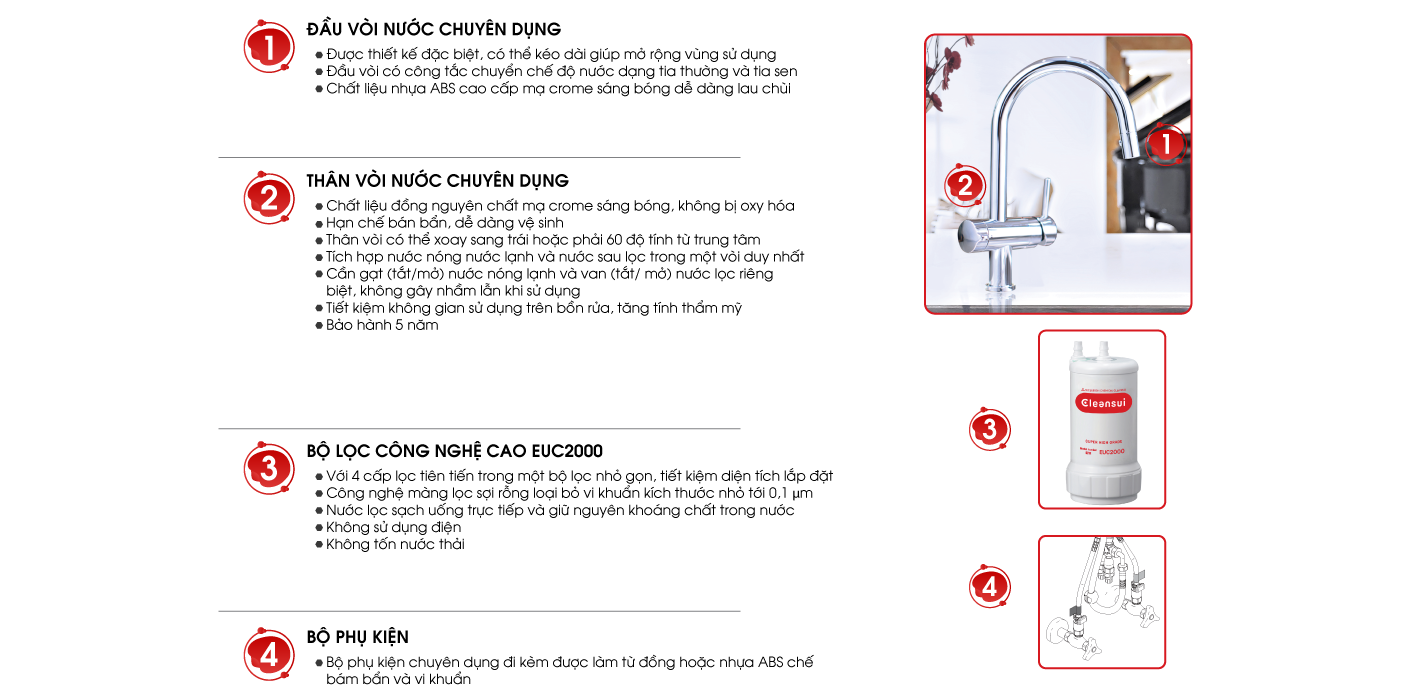 1
ĐẦU VÒI NƯỚC CHUYÊN DỤNG
Được thiết kế đặc biệt, có thể kéo dài giúp mở rộng vùng sử dụng
Đầu vòi có công tắc chuyển chế độ nước dạng tia thường và tia sen
Chất liệu nhựa ABS cao cấp mạ crome sáng bóng dễ dàng lau chùi
2
THÂN VÒI NƯỚC CHUYÊN DỤNG
Chất liệu đồng nguyên chất mạ crome sáng bóng, không bị oxy hóa
Hạn chế bán bẩn, dễ dàng vệ sinh
Thân vòi có thể xoay sang trái hoặc phải 60 độ tính từ trung tâm
Tích hợp nước nóng nước lạnh và nước sau lọc trong một vòi duy nhất
Cần gạt (tắt/mở) nước nóng lạnh và van (tắt/ mở) nước lọc riêng
biệt, không gây nhầm lẫn khi sử dụng
Tiết kiệm không gian sử dụng trên bồn rửa, tăng tính thẩm mỹ
Bảo hành 5 năm
3
BỘ LỌC CÔNG NGHỆ CAO EUC2000
Với 4 cấp lọc tiên tiến trong một bộ lọc nhỏ gọn, tiết kiệm diện tích lắp đặt
Công nghệ màng lọc sợi rỗng loại bỏ vi khuẩn kích thước nhỏ tới 0,1 µm
Nước lọc sạch uống trực tiếp và giữ nguyên khoáng chất trong nước
Không sử dụng điện
Không tốn nước thải
4
BỘ PHỤ KIỆN
Bộ phụ kiện chuyên dụng đi kèm được làm từ đồng hoặc nhựa ABS chế
bám bẩn và vi khuẩn
1
2
3
Cleansui
SUPER HIGH GRADE
EUC2000
4